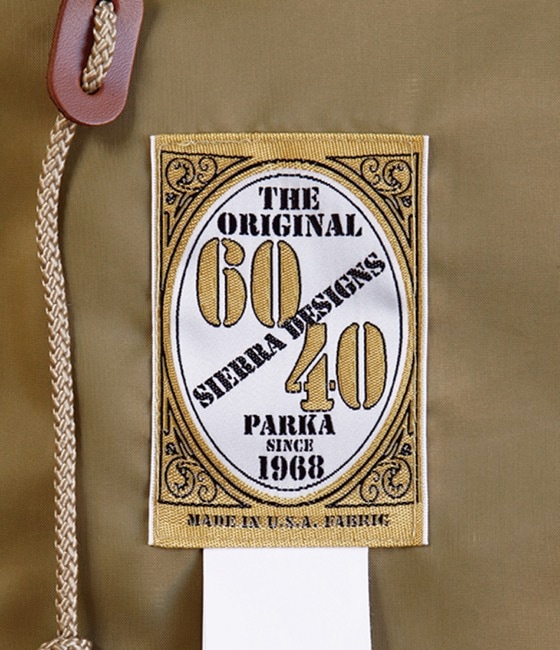 THE
ORIGINAL
60
SIERRA DESIGNS
40
PARKA
SINCE
1968
MADE IN U.S.A. FABRIC